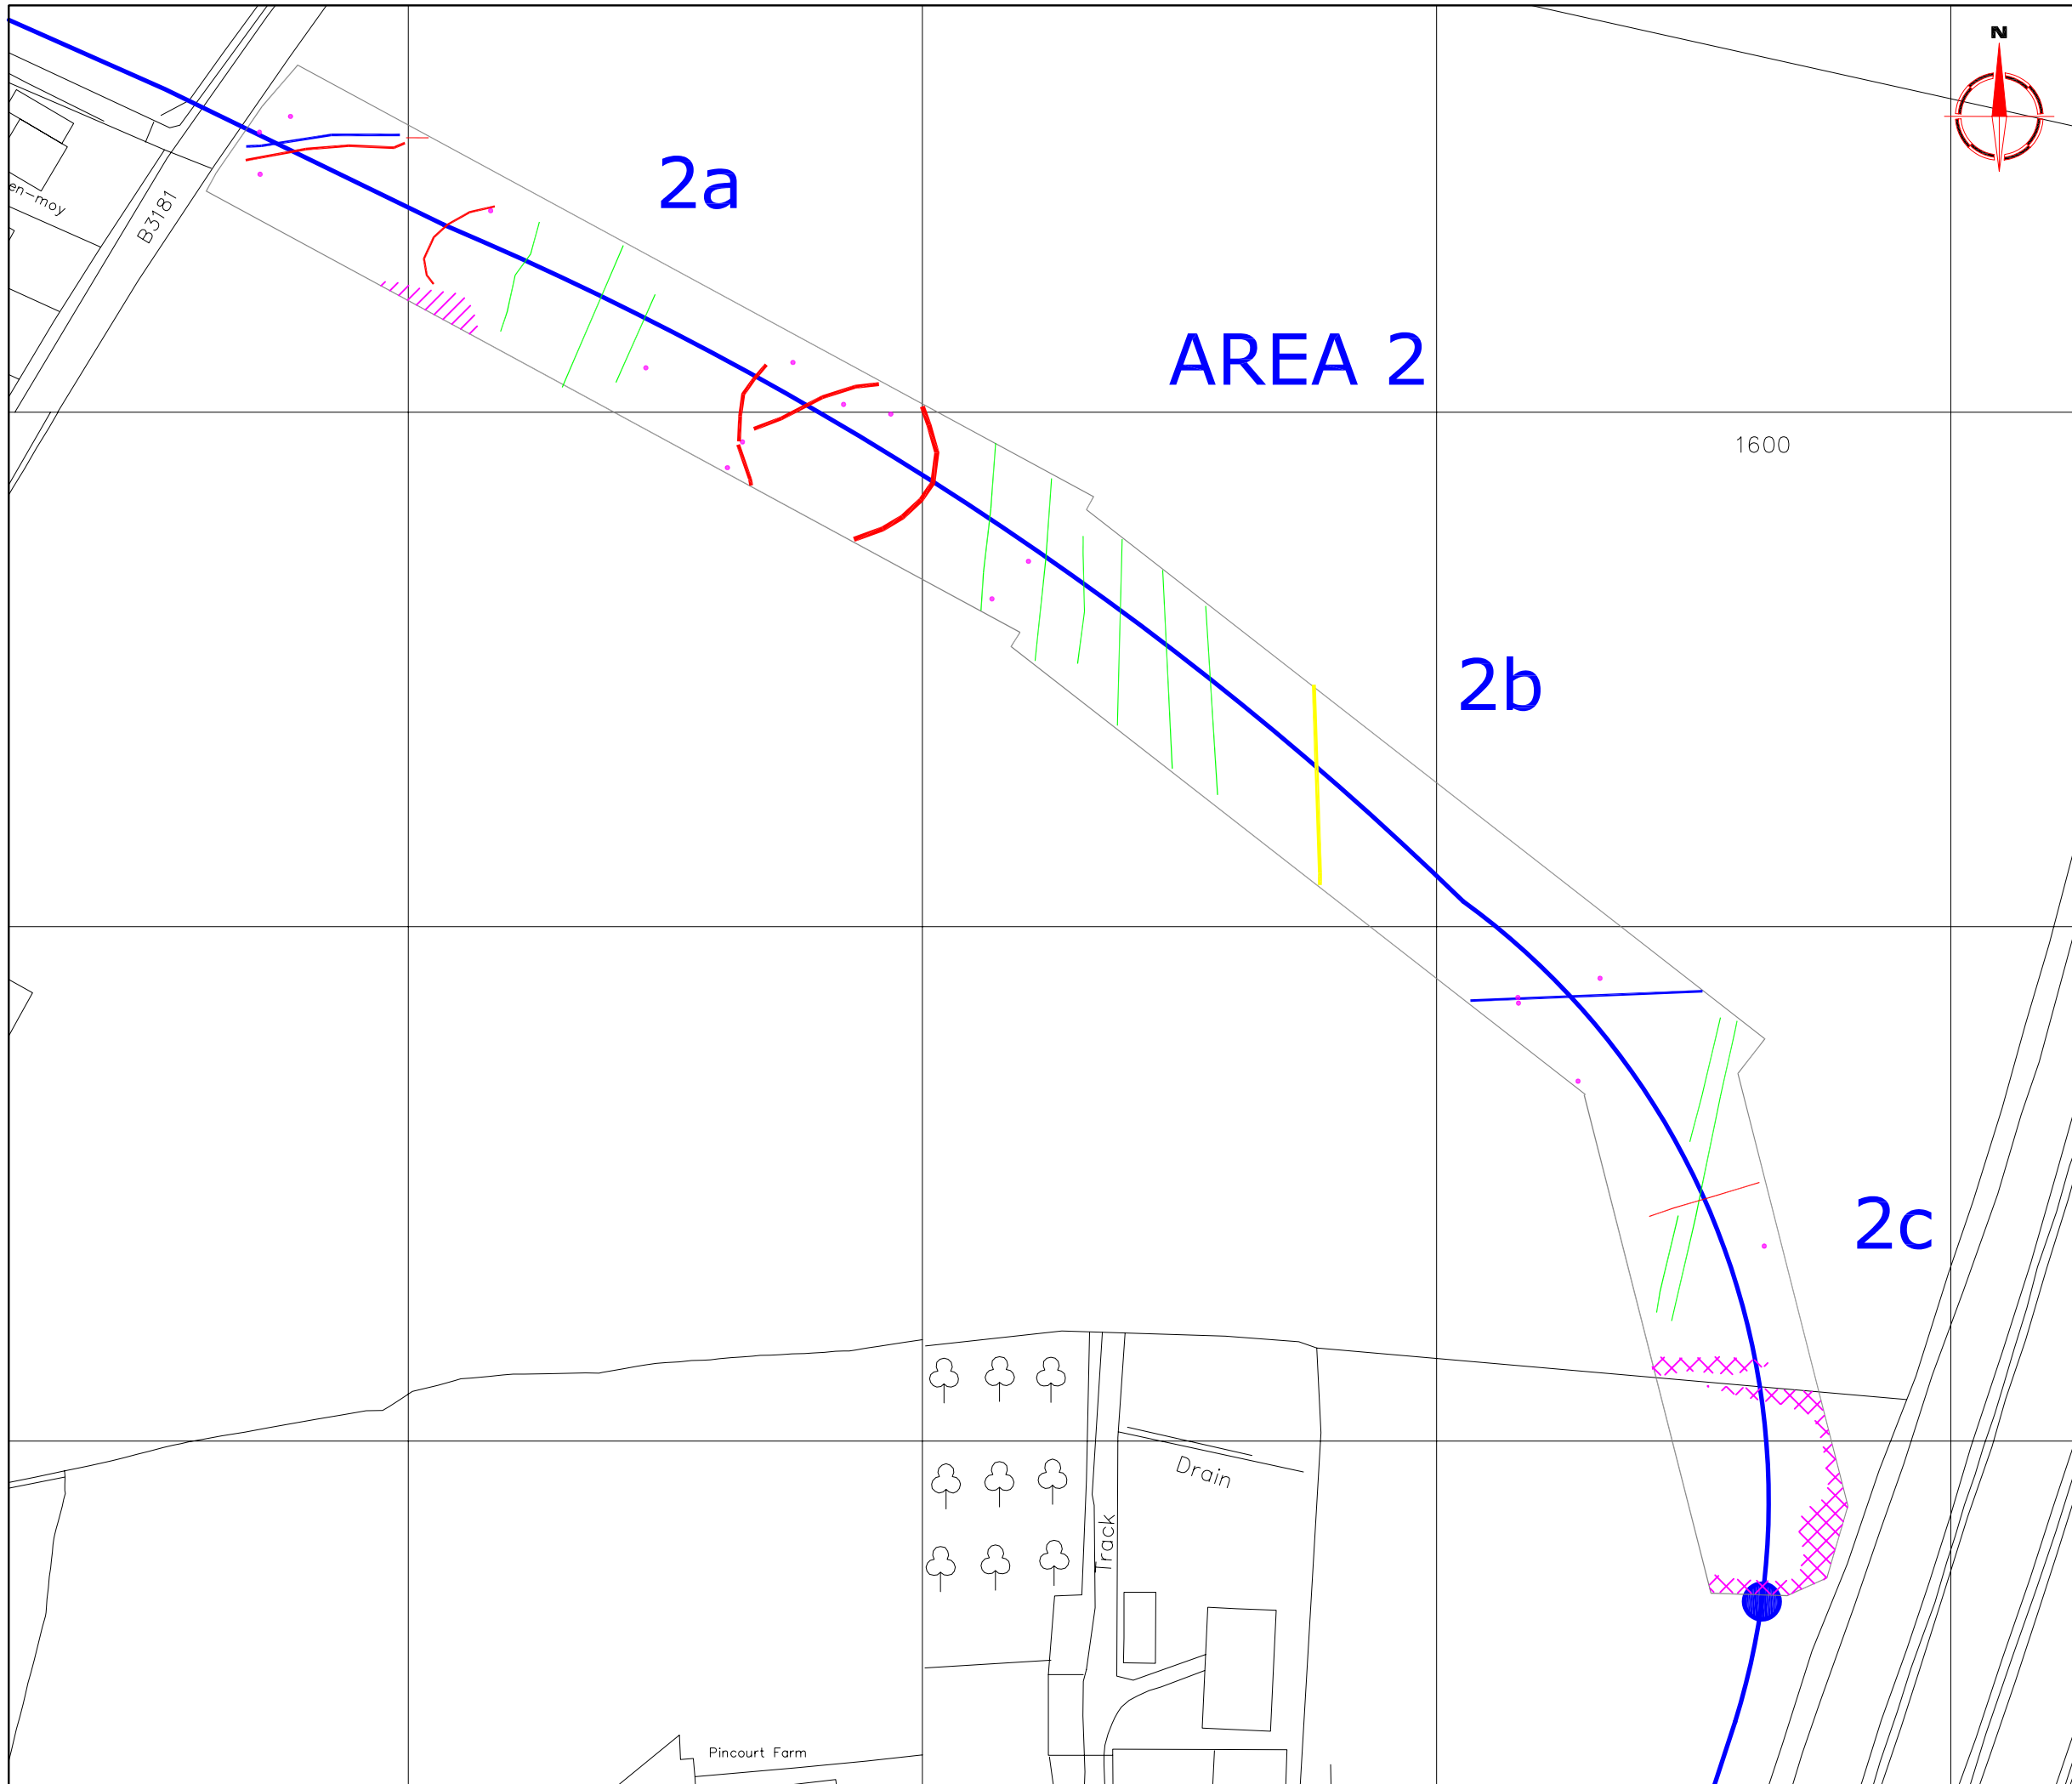 N
2a
en-moy
B3181
AREA 2
1600
2b
2c
Drain
Track
Pincourt Farm